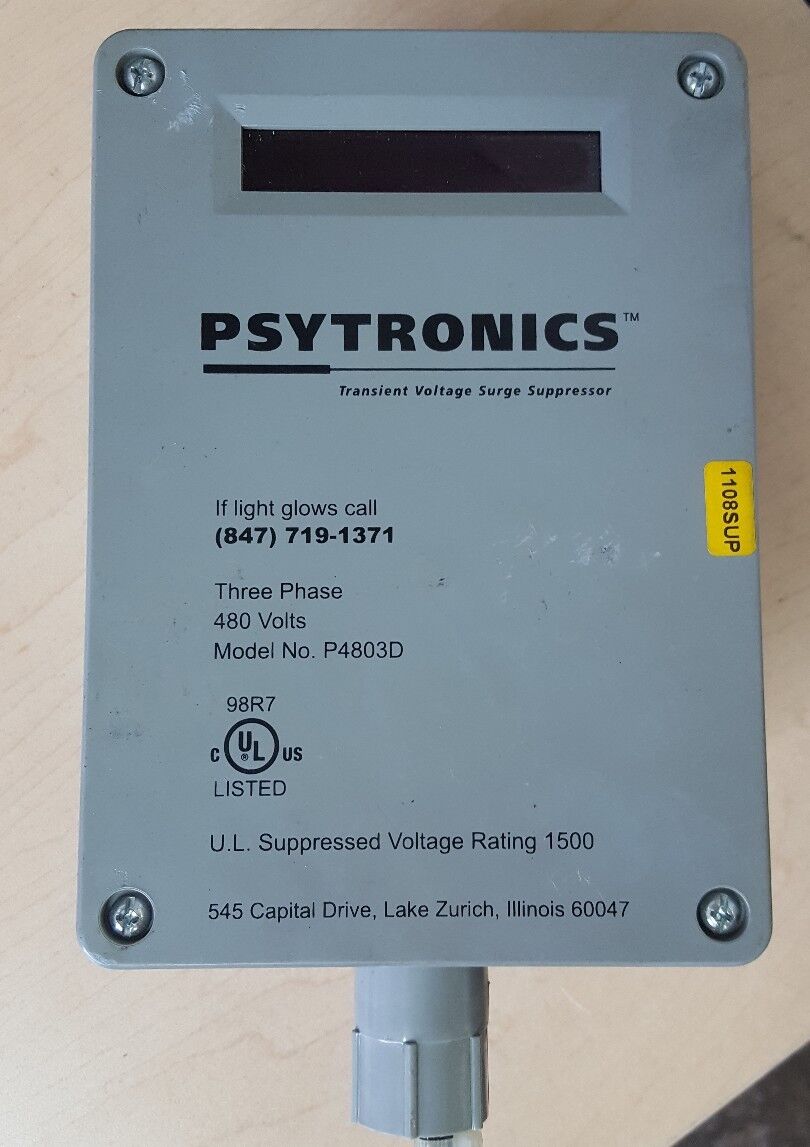 PSYTRONICS™
Transient Voltage Surge Suppressor
If light glows call
(847) 719-1371
1108SUP
Three Phase
480 Volts
Model No. P4803D
98R7
C UL® US
LISTED
U.L. Suppressed Voltage Rating 1500
545 Capital Drive, Lake Zurich, Illinois 60047